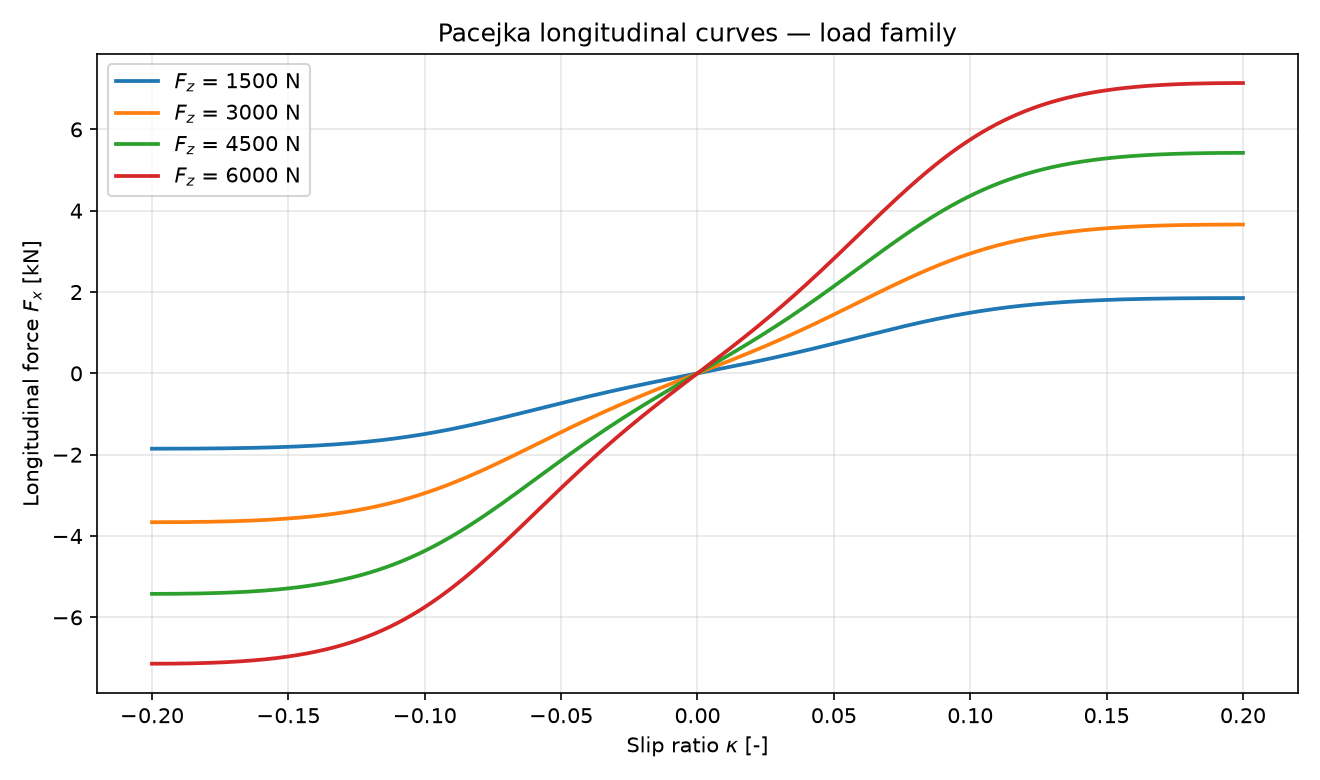 Pacejka longitudinal curves — load family
F_z = 1500 N
F_z = 3000 N
F_z = 4500 N
F_z = 6000 N
Longitudinal force F_x [kN]
6
4
2
0
−2
−4
−6
−0.20 −0.15 −0.10 −0.05 0.00 0.05 0.10 0.15 0.20
Slip ratio κ [-]